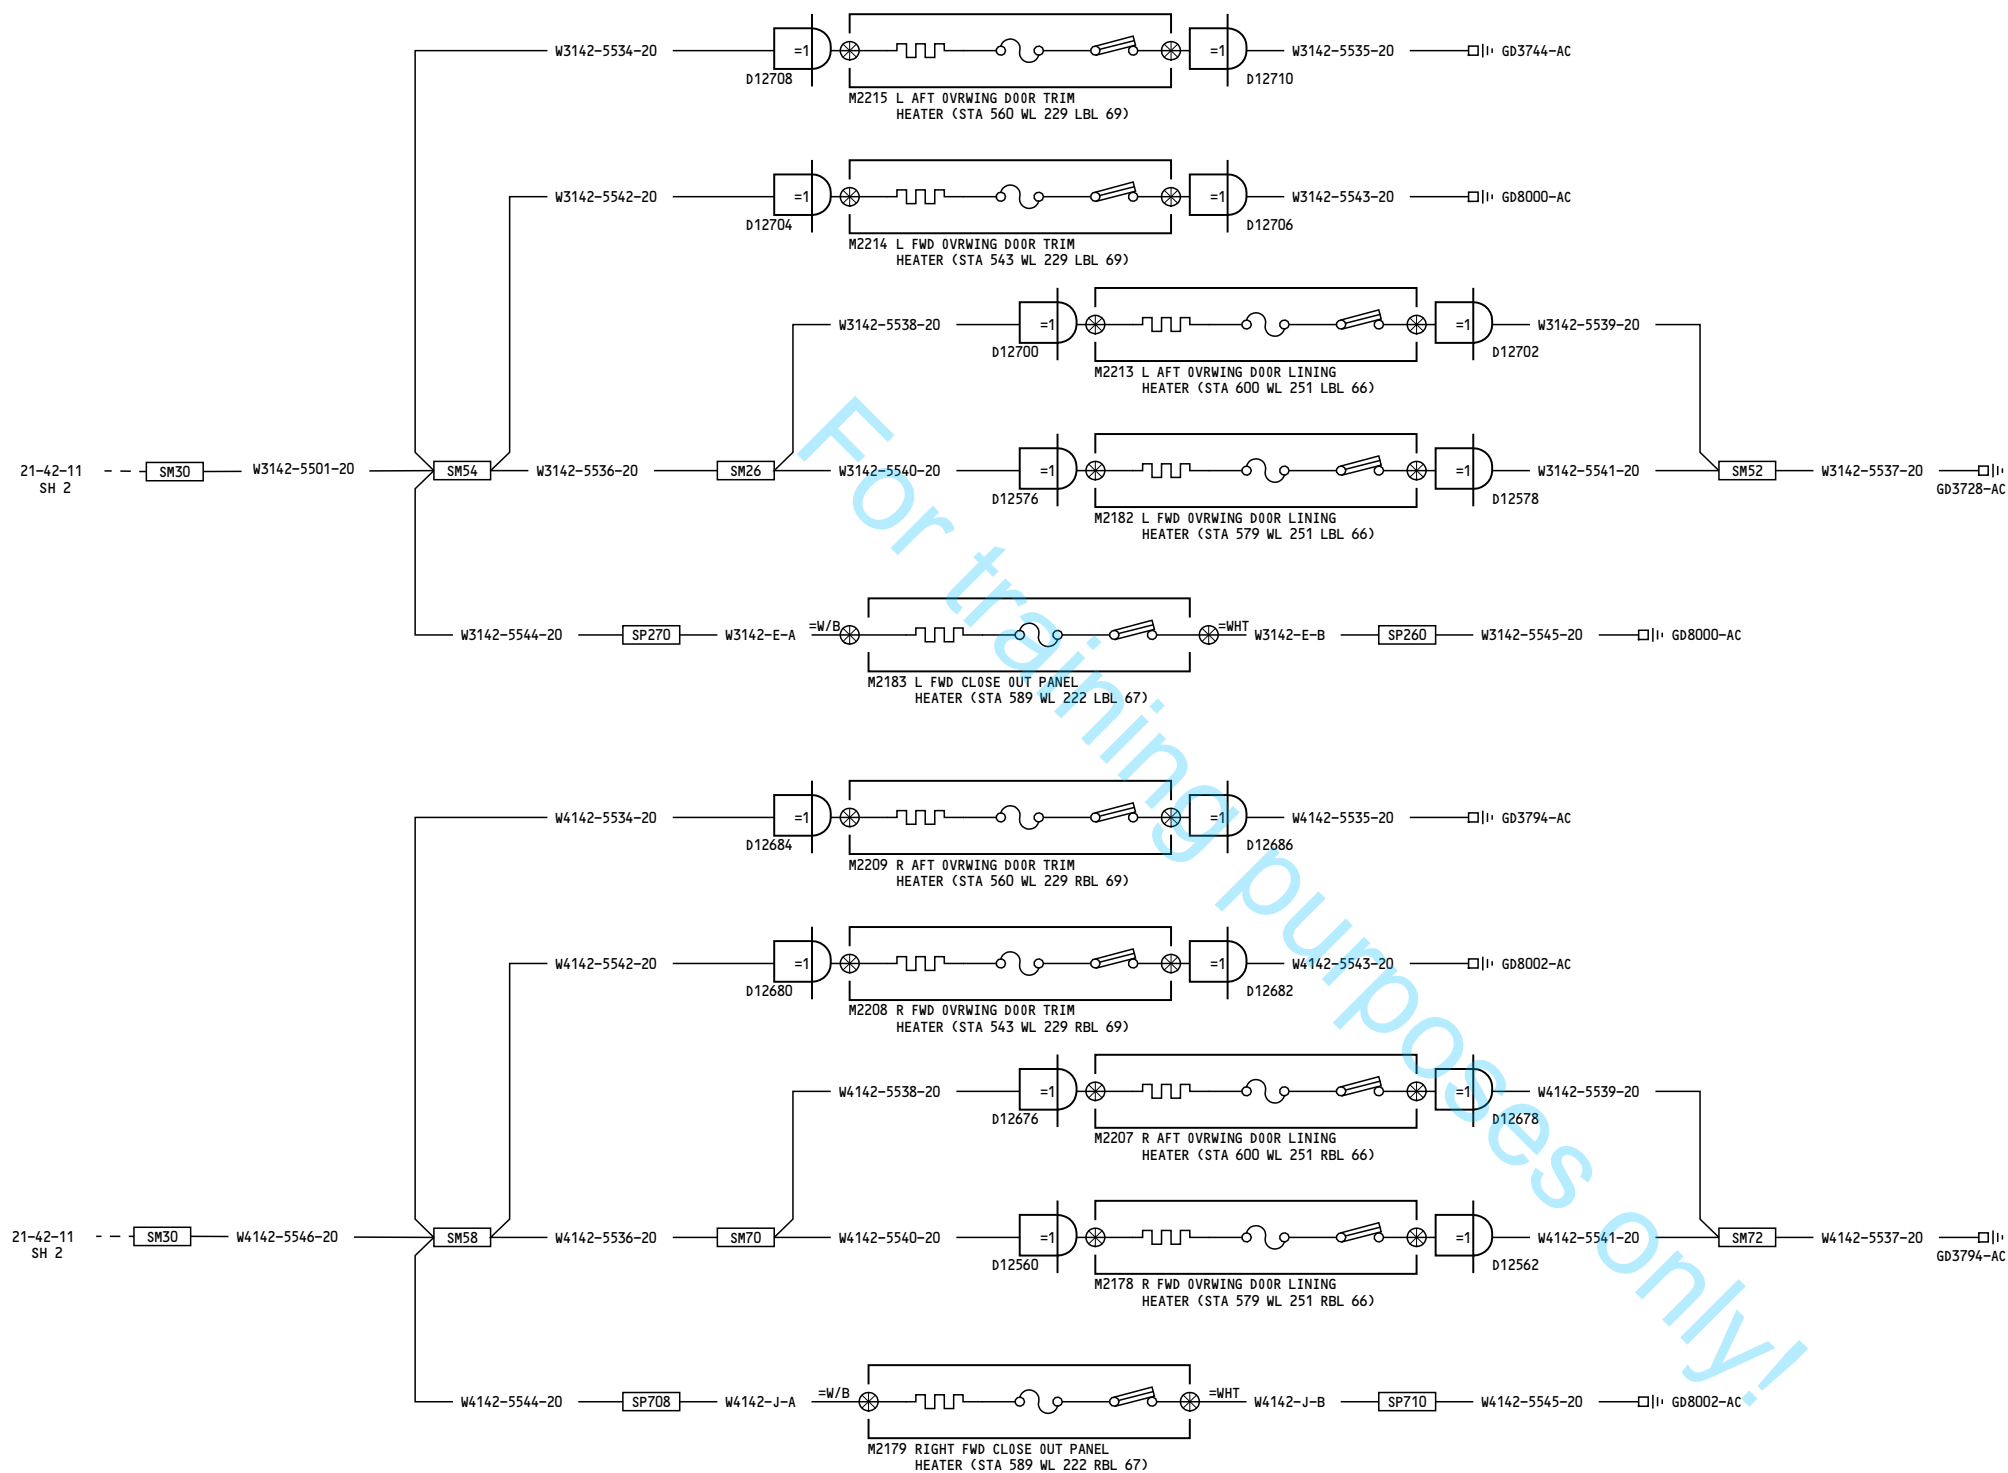 W3142-5534-20
=1
D12708
=1
D12710
W3142-5535-20
GD3744-AC
M2215 L AFT OVRWING DOOR TRIM
HEATER (STA 560 WL 229 LBL 69)
W3142-5542-20
=1
D12704
=1
D12706
W3142-5543-20
GD8000-AC
M2214 L FWD OVRWING DOOR TRIM
HEATER (STA 543 WL 229 LBL 69)
W3142-5538-20
=1
D12700
=1
D12702
W3142-5539-20
M2213 L AFT OVRWING DOOR LINING
HEATER (STA 600 WL 251 LBL 66)
21-42-11
SH 2
SM30
W3142-5501-20
SM54
W3142-5536-20
SM26
W3142-5540-20
=1
D12576
=1
D12578
W3142-5541-20
SM52
W3142-5537-20
GD3728-AC
M2182 L FWD OVRWING DOOR LINING
HEATER (STA 579 WL 251 LBL 66)
W3142-5544-20
SP270
W3142-E-A
=W/B
=WHT
W3142-E-B
SP260
W3142-5545-20
GD8000-AC
M2183 L FWD CLOSE OUT PANEL
HEATER (STA 589 WL 222 LBL 67)
For training purposes only!
W4142-5534-20
=1
D12684
=1
D12686
W4142-5535-20
GD3794-AC
M2209 R AFT OVRWING DOOR TRIM
HEATER (STA 560 WL 229 RBL 69)
W4142-5542-20
=1
D12680
=1
D12682
W4142-5543-20
GD8002-AC
M2208 R FWD OVRWING DOOR TRIM
HEATER (STA 543 WL 229 RBL 69)
W4142-5538-20
=1
D12676
=1
D12678
W4142-5539-20
M2207 R AFT OVRWING DOOR LINING
HEATER (STA 600 WL 251 RBL 66)
21-42-11
SH 2
SM30
W4142-5546-20
SM58
W4142-5536-20
SM70
W4142-5540-20
=1
D12560
=1
D12562
W4142-5541-20
SM72
W4142-5537-20
GD3794-AC
M2178 R FWD OVRWING DOOR LINING
HEATER (STA 579 WL 251 RBL 66)
W4142-5544-20
SP708
W4142-J-A
=W/B
=WHT
W4142-J-B
SP710
W4142-5545-20
GD8002-AC
M2179 RIGHT FWD CLOSE OUT PANEL
HEATER (STA 589 WL 222 RBL 67)